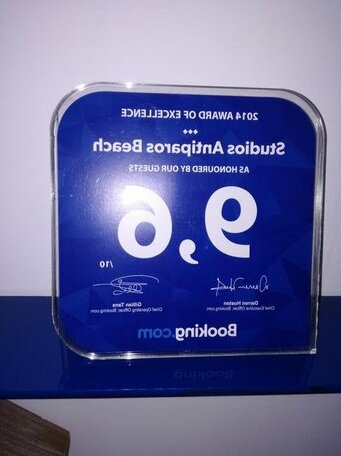 2014 AWARD OF EXCELLENCE
Studios Antiparos Beach
AS HONOURED BY OUR GUESTS
9,6
/10
Darren Huston
Chief Executive Officer, Booking.com
Gillian Tans
Chief Operating Officer, Booking.com
Booking.com